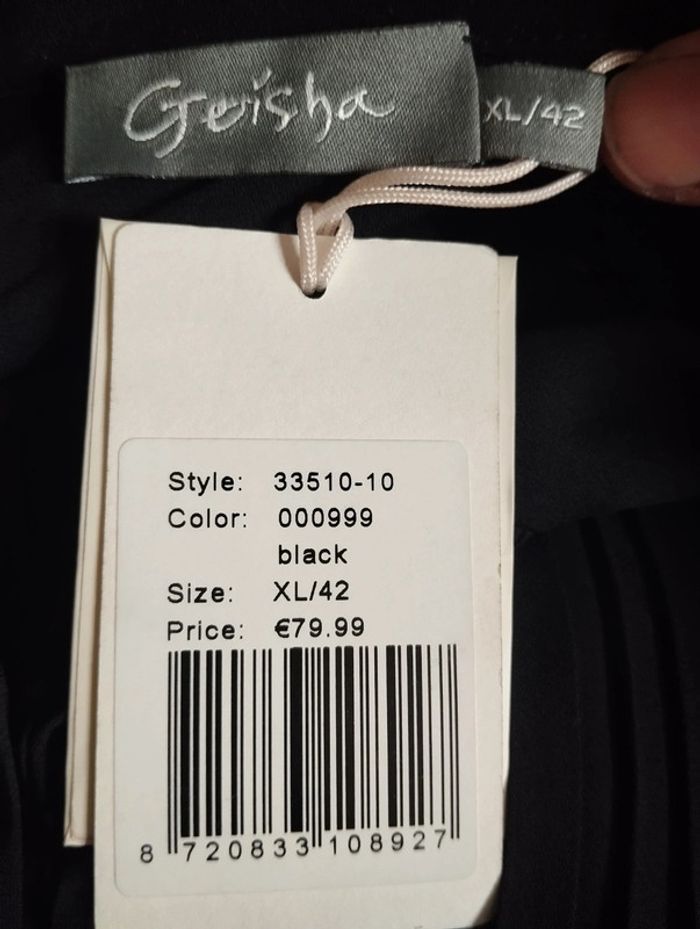 Geisha
XL/42
Style: 33510-10
Color: 000999
black
Size: XL/42
Price: €79.99
8 720833 108927